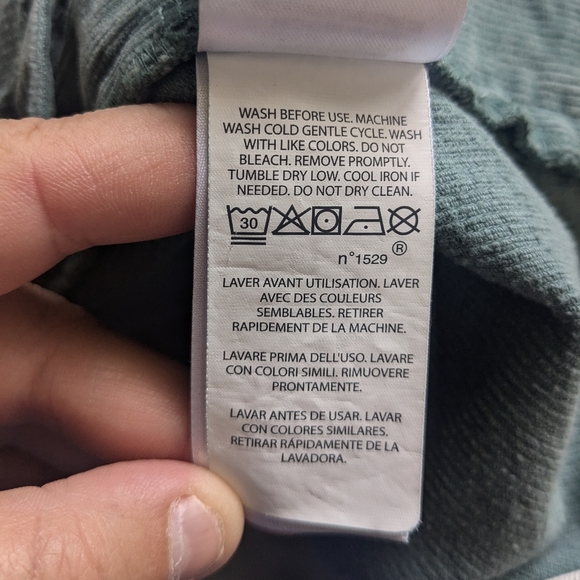 WASH BEFORE USE. MACHINE
WASH COLD GENTLE CYCLE. WASH
WITH LIKE COLORS. DO NOT
BLEACH. REMOVE PROMPTLY.
TUMBLE DRY LOW. COOL IRON IF
NEEDED. DO NOT DRY CLEAN.
30
®
n°1529
LAVER AVANT UTILISATION. LAVER
AVEC DES COULEURS
SEMBLABLES. RETIRER
RAPIDEMENT DE LA MACHINE.
LAVARE PRIMA DELL'USO. LAVARE
CON COLORI SIMILI. RIMUOVERE
PRONTAMENTE.
LAVAR ANTES DE USAR. LAVAR
CON COLORES SIMILARES.
RETIRAR RÁPIDAMENTE DE LA
LAVADORA.